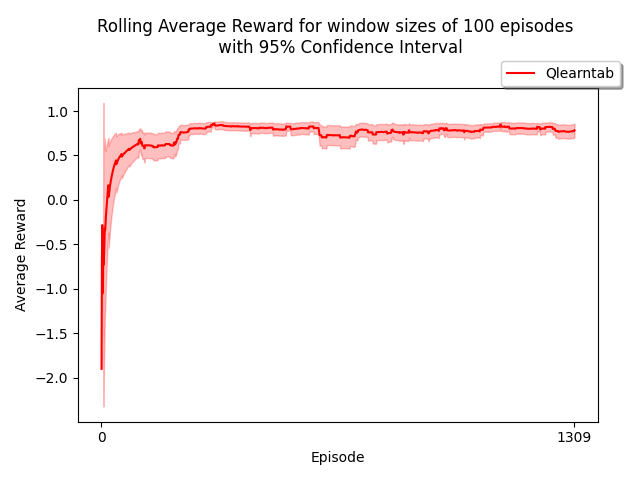 Rolling Average Reward for window sizes of 100 episodes
with 95% Confidence Interval
Qlearntab
1.0
0.5
0.0
−0.5
−1.0
−1.5
−2.0
Average Reward
0
1309
Episode